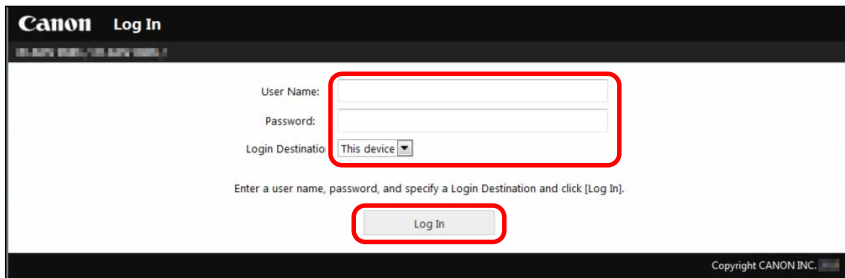 Canon Log In
User Name:
Password:
Login Destinatio This device
Enter a user name, password, and specify a Login Destination and click [Log In].
Log In
Copyright CANON INC.